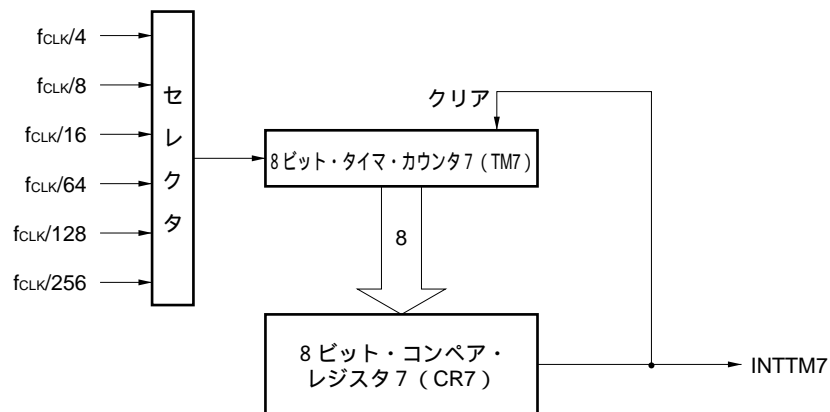 fCLK/4
fCLK/8
fCLK/16
fCLK/64
fCLK/128
fCLK/256
セレクタ
クリア
8ビット・タイマ・カウンタ7（TM7）
8
8ビット・コンペア・
レジスタ7（CR7）
INTTM7